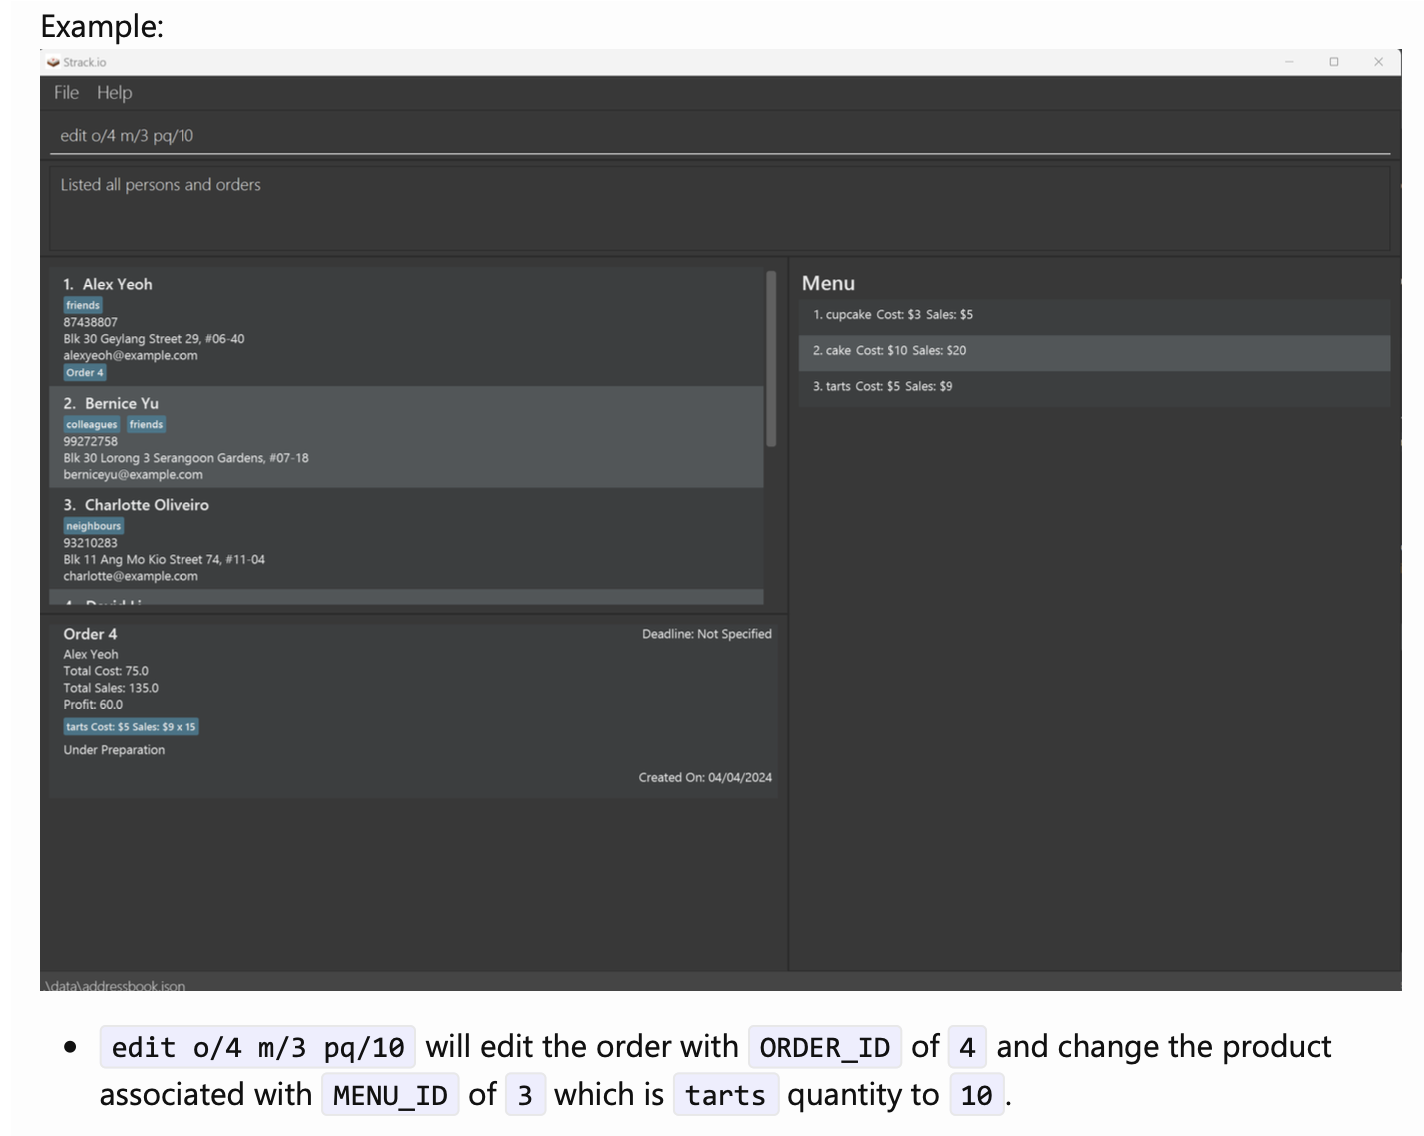 Example:
Strack.io
File Help
edit o/4 m/3 pq/10
Listed all persons and orders
1. Alex Yeoh
friends
87438807
Blk 30 Geylang Street 29, #06-40
alexyeoh@example.com
Order 4
2. Bernice Yu
colleagues friends
99272758
Blk 30 Lorong 3 Serangoon Gardens, #07-18
berniceyu@example.com
3. Charlotte Oliveiro
neighbours
93210283
Blk 11 Ang Mo Kio Street 74, #11-04
charlotte@example.com
4. David Li
Menu
1. cupcake Cost: $3 Sales: $5
2. cake Cost: $10 Sales: $20
3. tarts Cost: $5 Sales: $9
Order 4 Deadline: Not Specified
Alex Yeoh
Total Cost: 75.0
Total Sales: 135.0
Profit: 60.0
tarts Cost: $5 Sales: $9 x 15
Under Preparation
Created On: 04/04/2024
.\data\addressbook.json
• edit o/4 m/3 pq/10 will edit the order with ORDER_ID of 4 and change the product
associated with MENU_ID of 3 which is tarts quantity to 10.